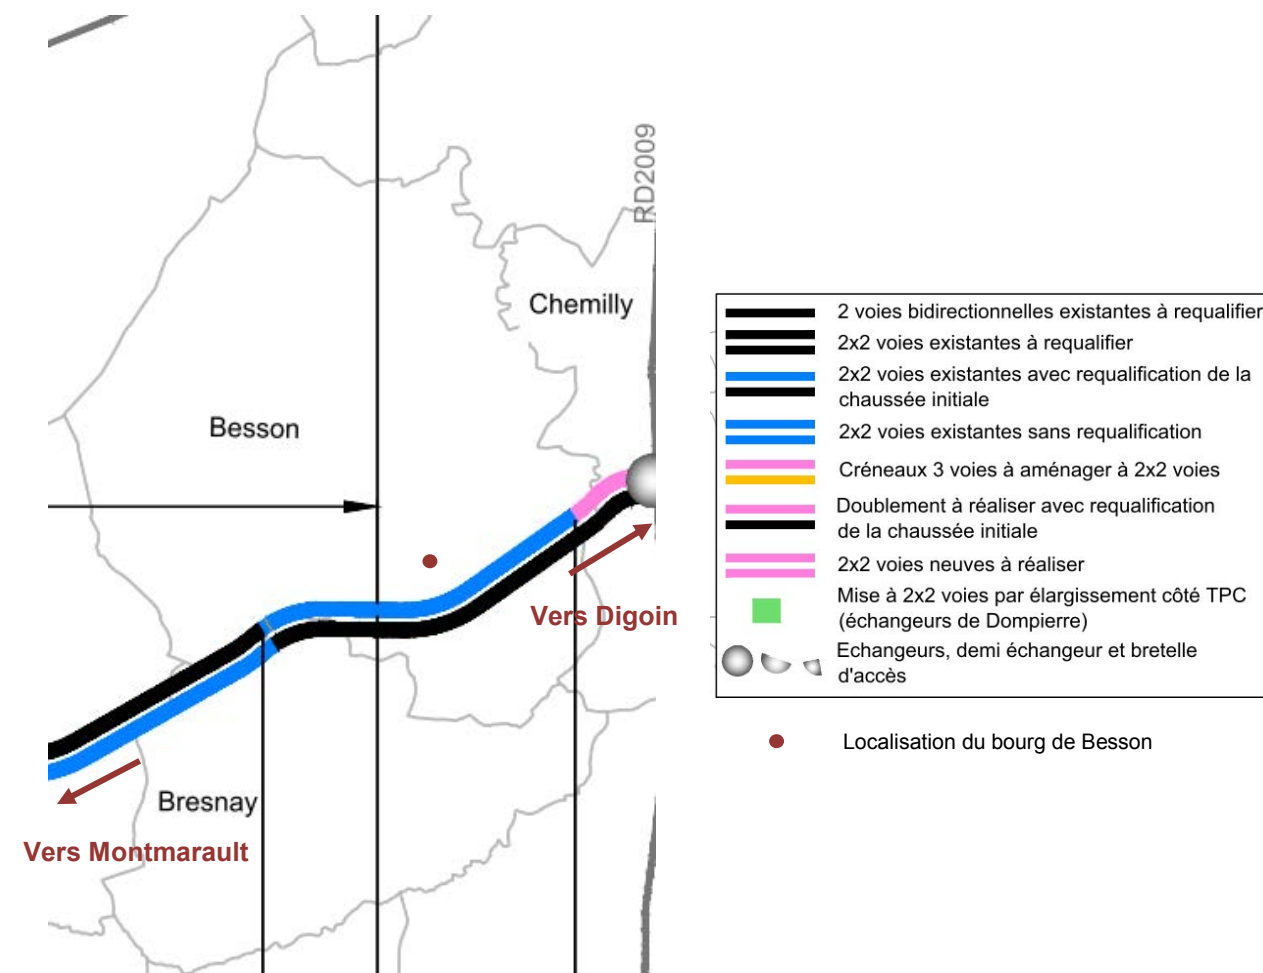 RD2009
Chemilly
Besson
Vers Digoin
Bresnay
Vers Montmarault
2 voies bidirectionnelles existantes à requalifier
2x2 voies existantes à requalifier
2x2 voies existantes avec requalification de la
chaussée initiale
2x2 voies existantes sans requalification
Créneaux 3 voies à aménager à 2x2 voies
Doublement à réaliser avec requalification
de la chaussée initiale
2x2 voies neuves à réaliser
Mise à 2x2 voies par élargissement côté TPC
(échangeurs de Dompierre)
Echangeurs, demi échangeur et bretelle
d'accès
Localisation du bourg de Besson